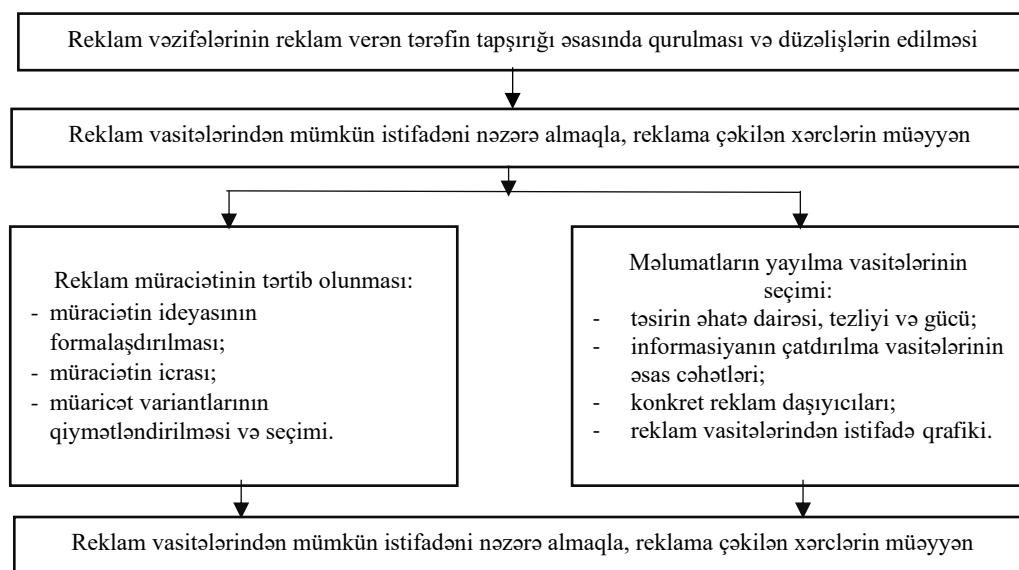 Reklam vəzifələrinin reklam verən tərəfin tapşırığı əsasında qurulması və düzəlişlərin edilməsi
Reklam vasitələrindən mümkün istifadəni nəzərə almaqla, reklama çəkilən xərclərin müəyyən
Reklam müraciətinin tərtib olunması:
- müraciətin ideyasının
formalaşdırılması;
- müraciətin icrası;
- müaricət variantlarının
qiymətləndirilməsi və seçimi.
Məlumatların yayılma vasitələrinin
seçimi:
- təsirin əhatə dairəsi, tezliyi və gücü;
- informasiyanın çatdırılma vasitələrinin
əsas cəhətləri;
- konkret reklam daşıyıcıları;
- reklam vasitələrindən istifadə qrafiki.
Reklam vasitələrindən mümkün istifadəni nəzərə almaqla, reklama çəkilən xərclərin müəyyən